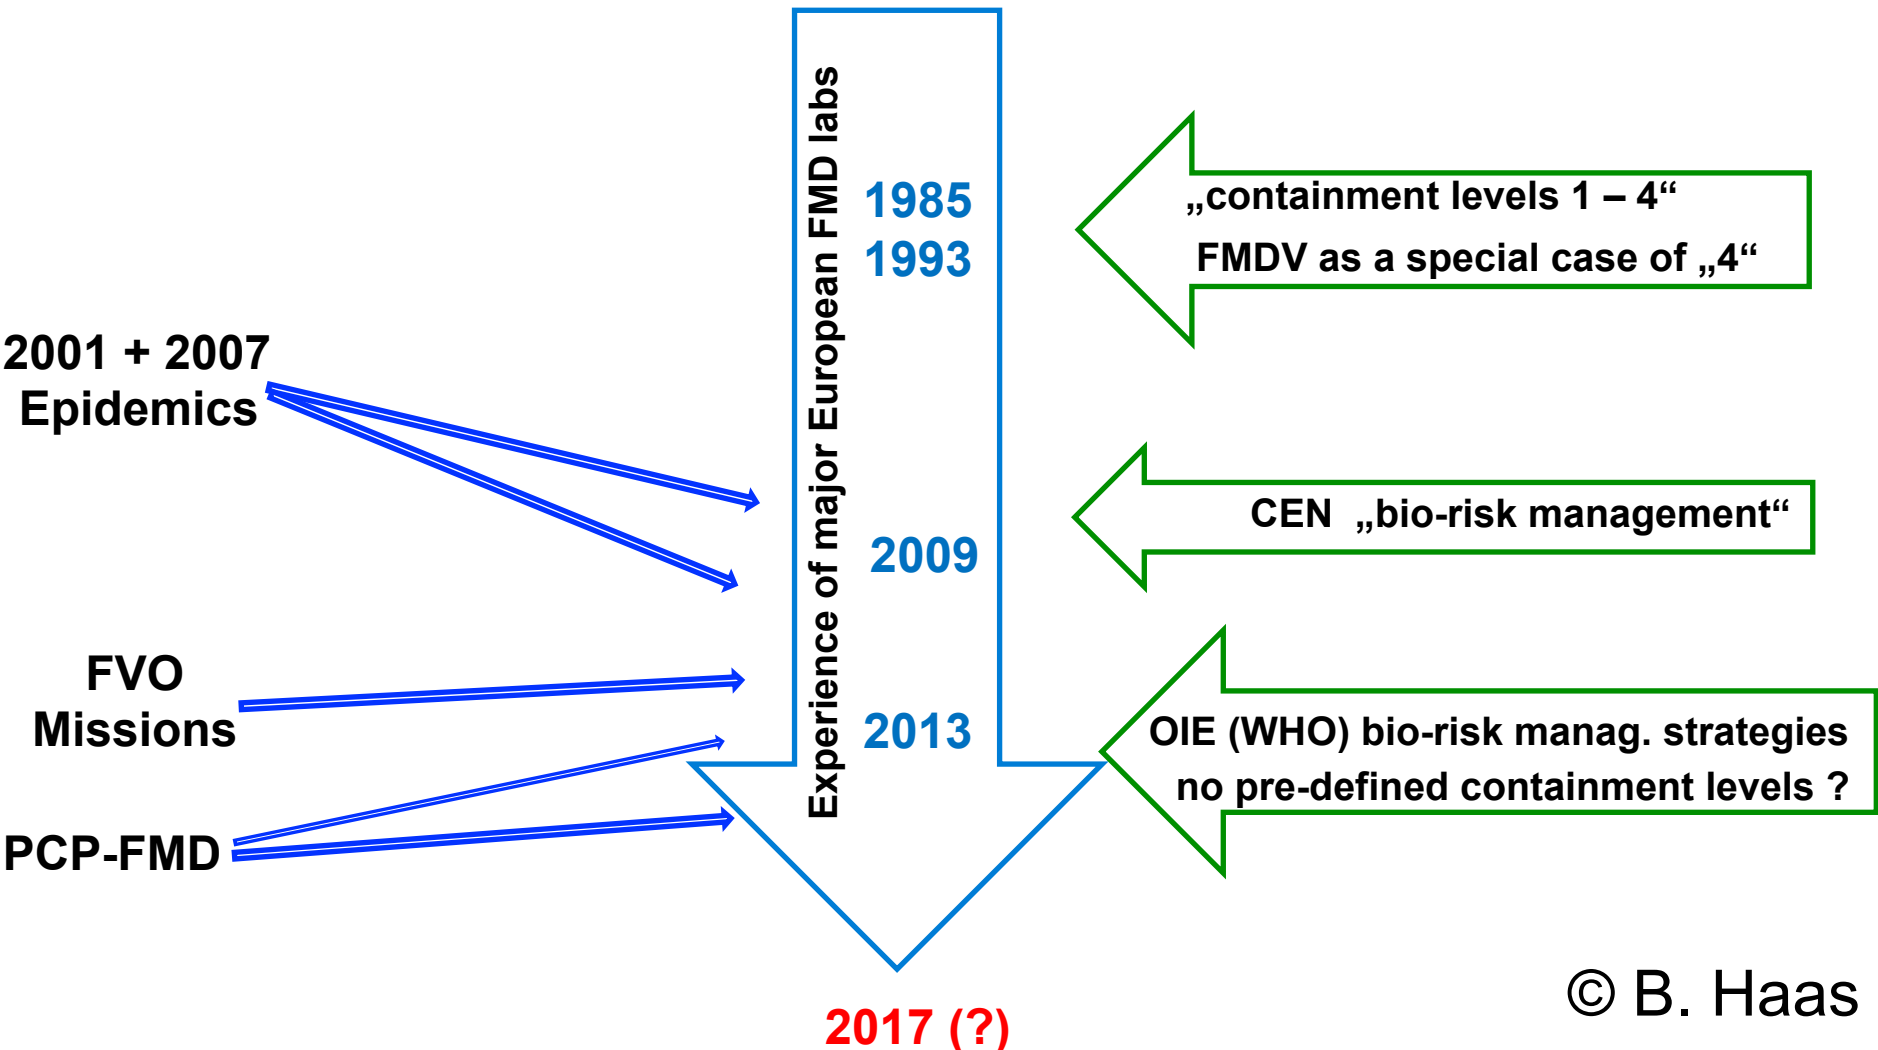 Experience of major European FMD labs
1985
1993
2009
2013
2017 (?)
2001 + 2007
Epidemics
FVO
Missions
PCP-FMD
„containment levels 1 – 4“
FMDV as a special case of „4“
CEN „bio-risk management“
OIE (WHO) bio-risk manag. strategies
no pre-defined containment levels ?
© B. Haas